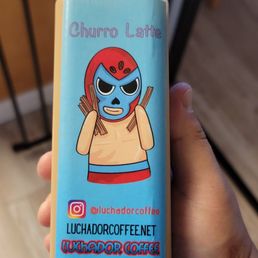 Churro Latte
@luchadorcoffee
LUCHADORCOFFEE.NET
LUCHADOR COFFEE